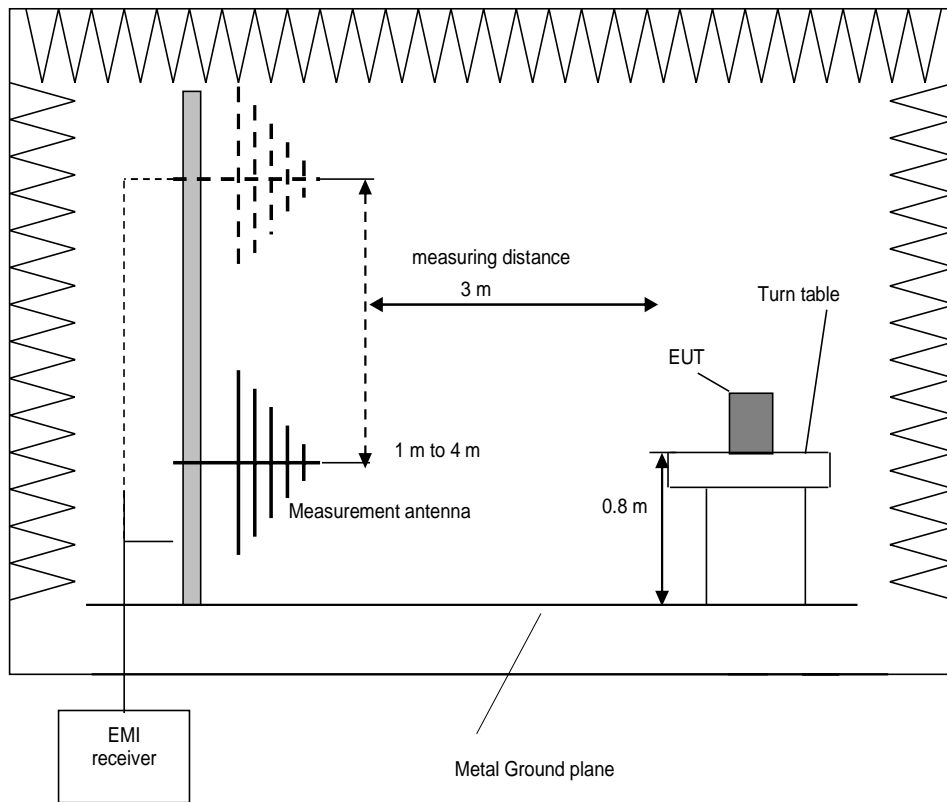 measuring distance
3 m
Turn table
EUT
1 m to 4 m
0.8 m
Measurement antenna
EMI
receiver
Metal Ground plane